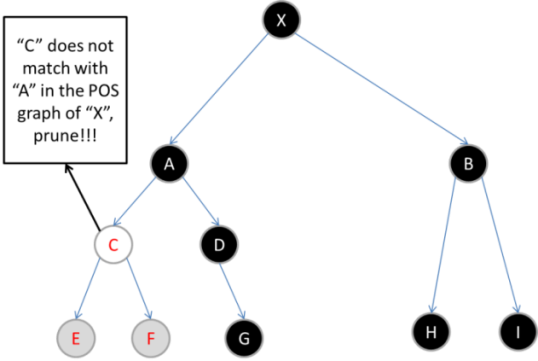 X
“C” does not
match with
“A” in the POS
graph of “X”,
prune!!!
A
B
C
D
E
F
G
H
I